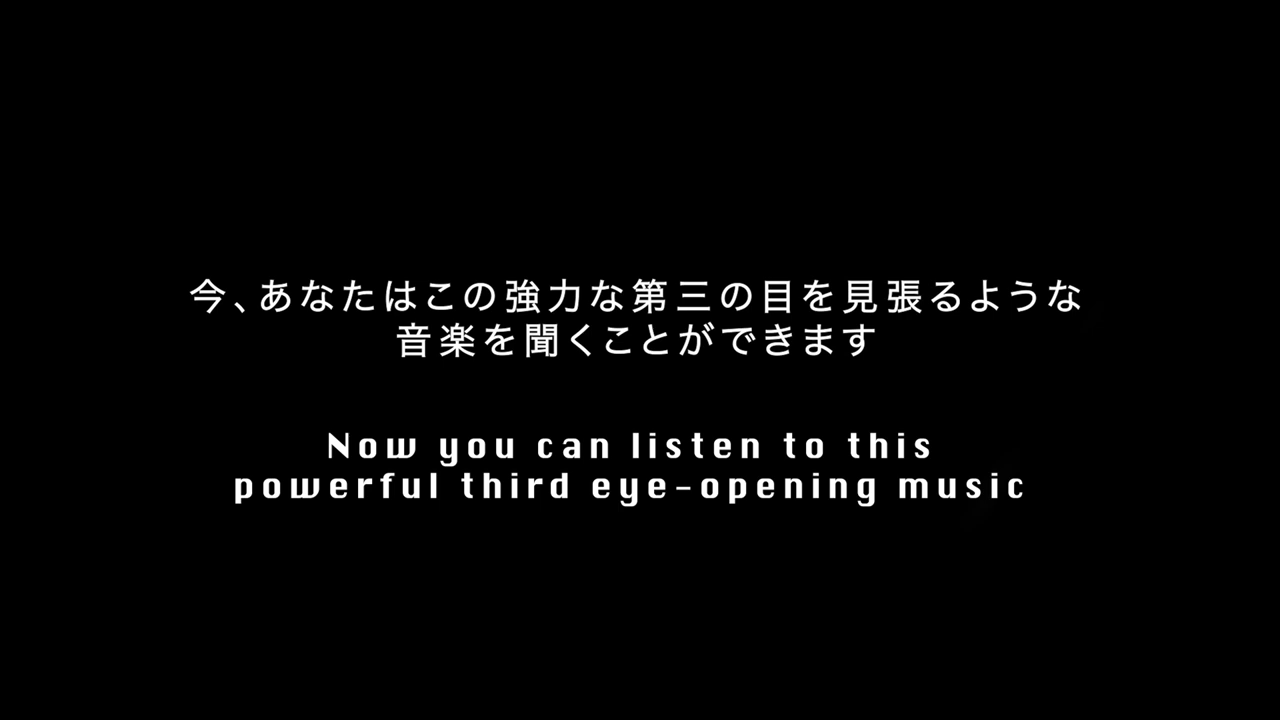 今、あなたはこの強力な第三の目を見張るような
音楽を聞くことができます
Now you can listen to this
powerful third eye-opening music